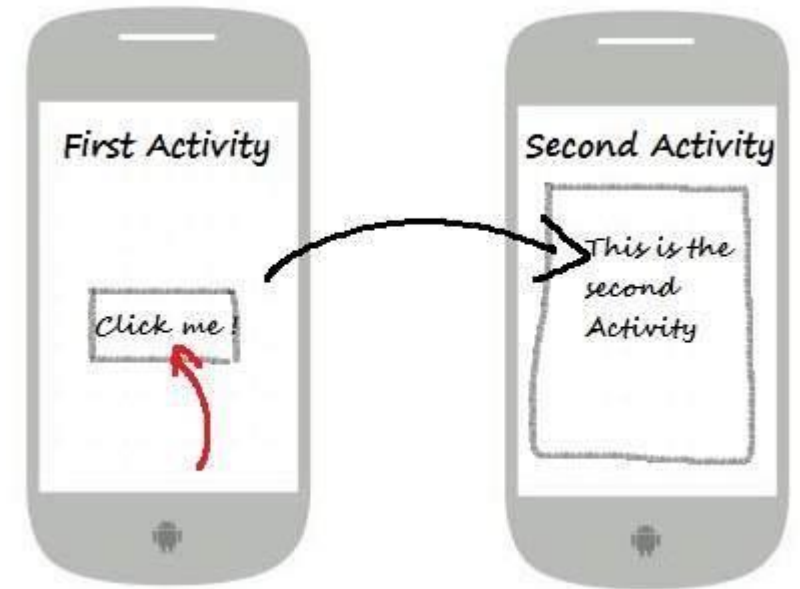 First Activity
Click me !
Second Activity
This is the
second
Activity